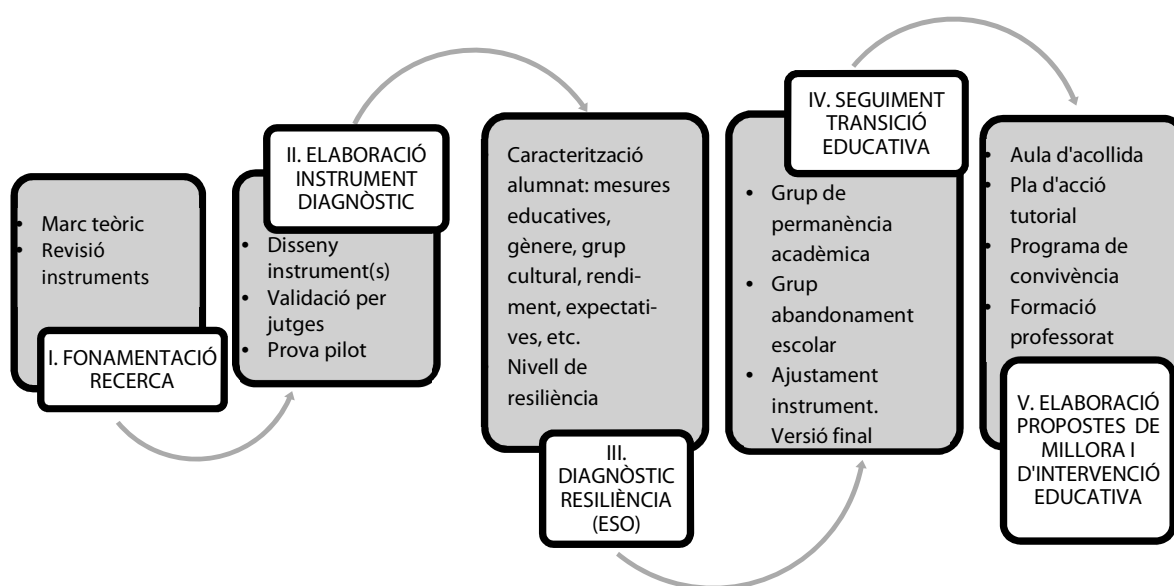 • Marc teòric
• Revisió
instruments
I. FONAMENTACIÓ
RECERCA
II. ELABORACIÓ
INSTRUMENT
DIAGNÒSTIC
• Disseny
instrument(s)
• Validació per
jutges
• Prova pilot
Caracterització
alumnat: mesures
educatives,
gènere, grup
cultural, rendi-
ment, expectati-
ves, etc.
Nivell de
resiliència
III.
DIAGNÒSTIC
RESILIÈNCIA
(ESO)
IV. SEGUIMENT
TRANSICIÓ
EDUCATIVA
• Grup de
permanència
acadèmica
• Grup
abandonament
escolar
• Ajustament
instrument.
Versió final
• Aula d'acollida
• Pla d'acció
tutorial
• Programa de
convivència
• Formació
professorat
V. ELABORACIÓ
PROPOSTES DE
MILLORA I
D'INTERVENCIÓ
EDUCATIVA